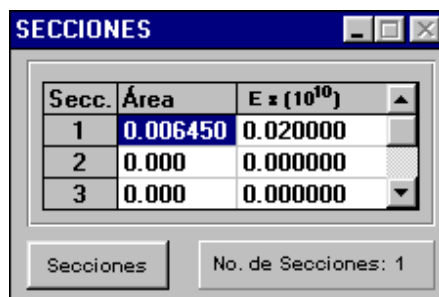 SECCIONES
Secc. Área E x (10¹⁰)
1 0.006450 0.020000
2 0.000 0.000000
3 0.000 0.000000
Secciones No. de Secciones: 1